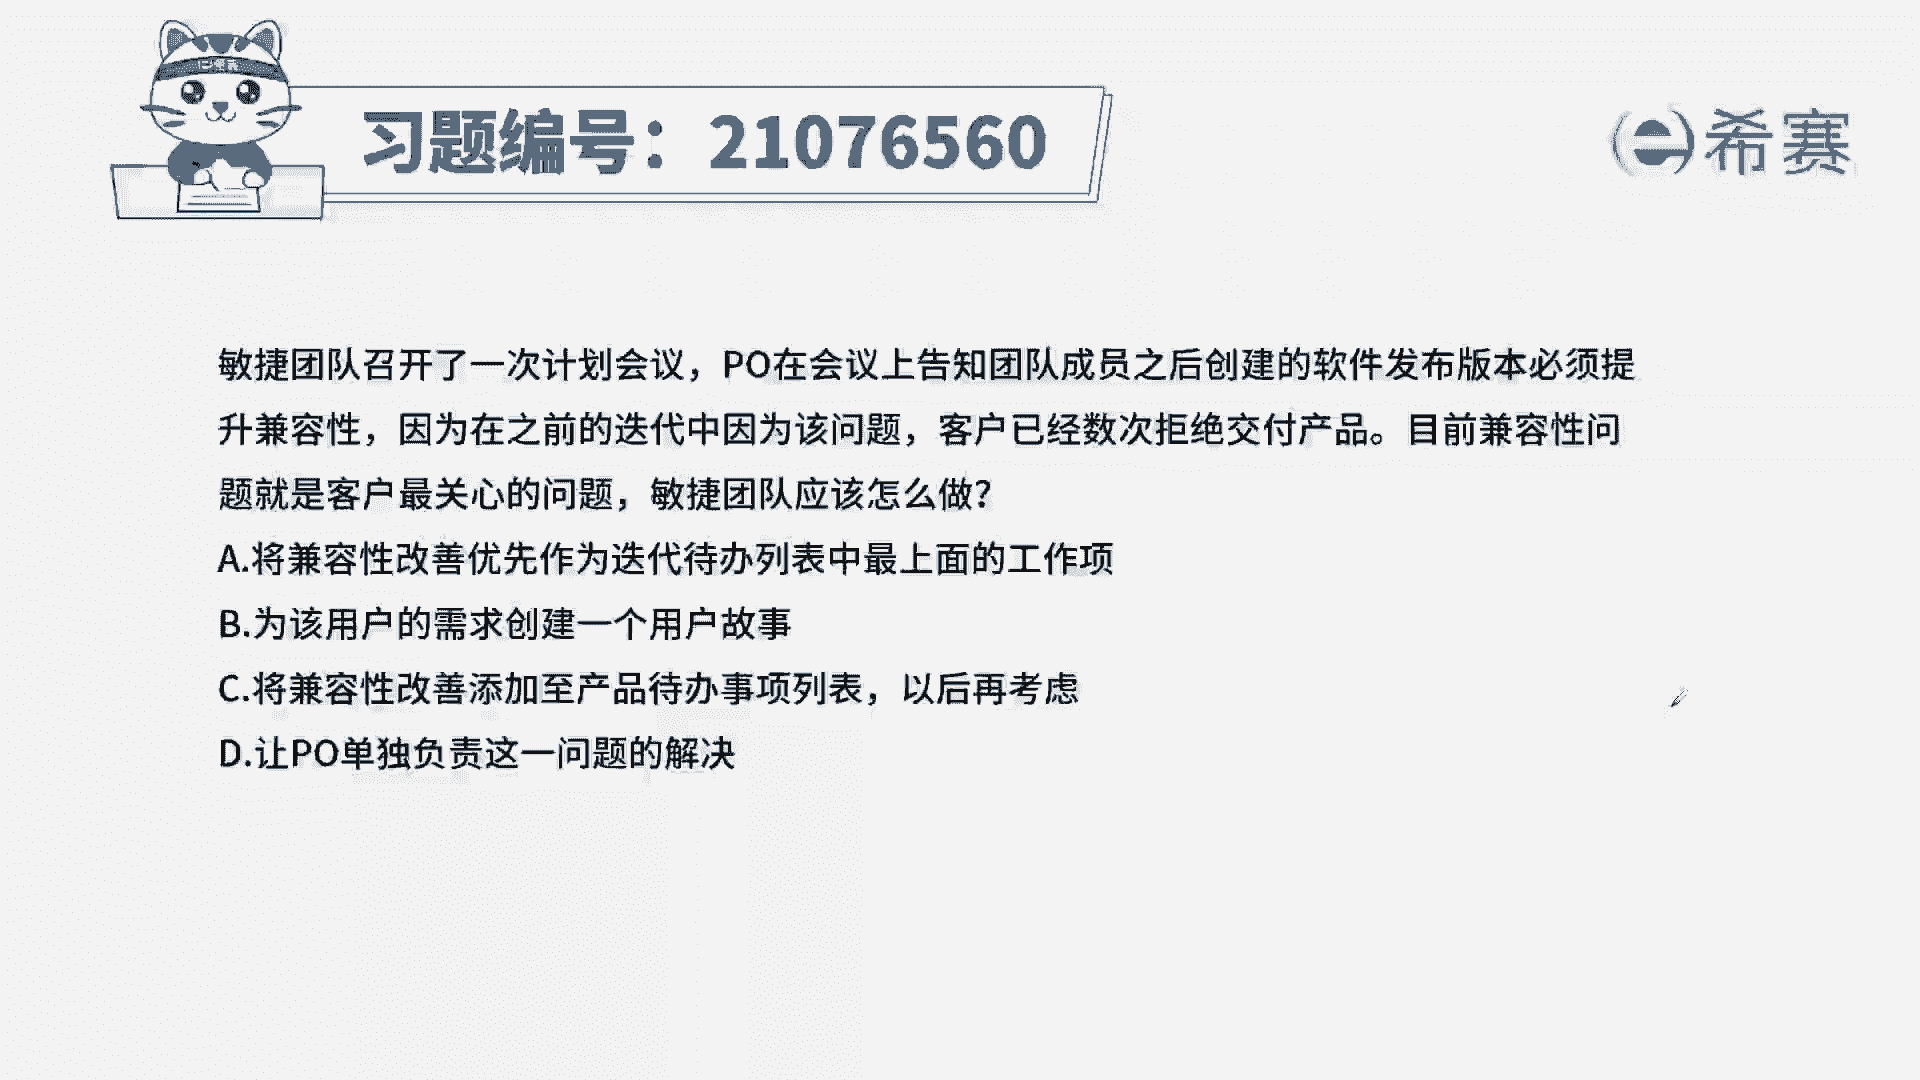 习题编号：21076560
希赛
敏捷团队召开了一次计划会议，PO在会议上告知团队成员之后创建的软件发布版本必须提
升兼容性，因为在之前的迭代中因为该问题，客户已经数次拒绝交付产品。目前兼容性问
题就是客户最关心的问题，敏捷团队应该怎么做？
A.将兼容性改善优先作为迭代待办列表中最上面的工作项
B.为该用户的需求创建一个用户故事
C.将兼容性改善添加至产品待办事项列表，以后再考虑
D.让PO单独负责这一问题的解决